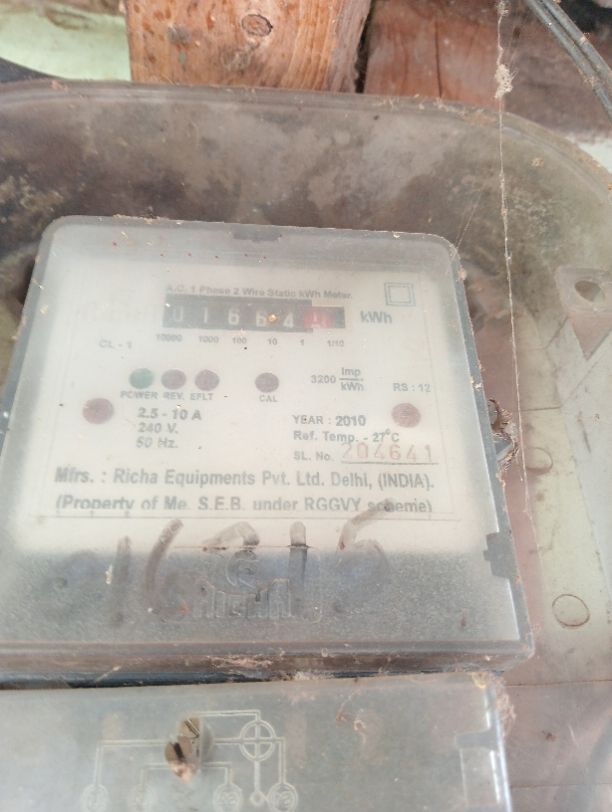 A.C. 1 Phase 2 Wire Static kWh Meter.
0 1 6 6 4 kWh
CL - 1
10000 1000 100 10 1 1/10
3200 Imp/kWh
RS : 12
POWER REV. EFLT CAL
2.5 - 10 A
240 V.
50 Hz.
YEAR : 2010
Ref. Temp. - 27°C
SL. No. 204641
Mfrs. : Richa Equipments Pvt. Ltd. Delhi, (INDIA).
(Property of Me. S.E.B. under RGGVY scheme)
RICHA